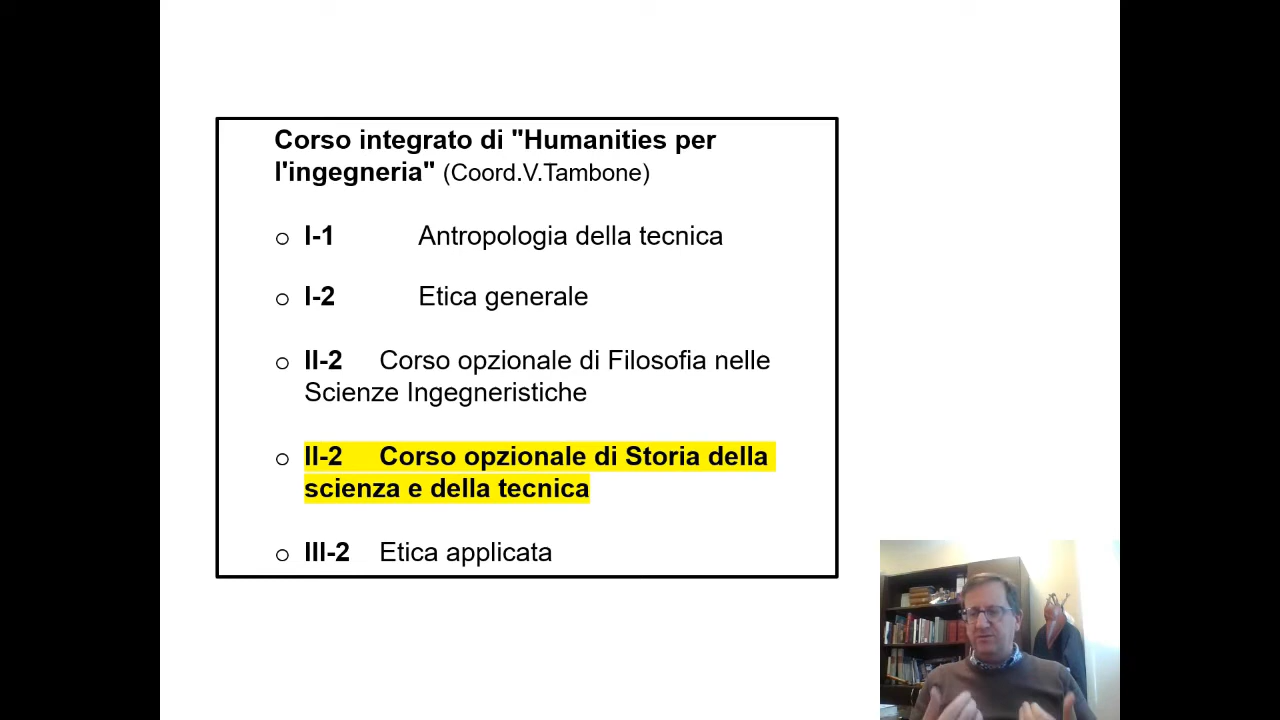 Corso integrato di "Humanities per
l'ingegneria" (Coord.V.Tambone)
I-1 Antropologia della tecnica
I-2 Etica generale
II-2 Corso opzionale di Filosofia nelle
Scienze Ingegneristiche
II-2 Corso opzionale di Storia della
scienza e della tecnica
III-2 Etica applicata